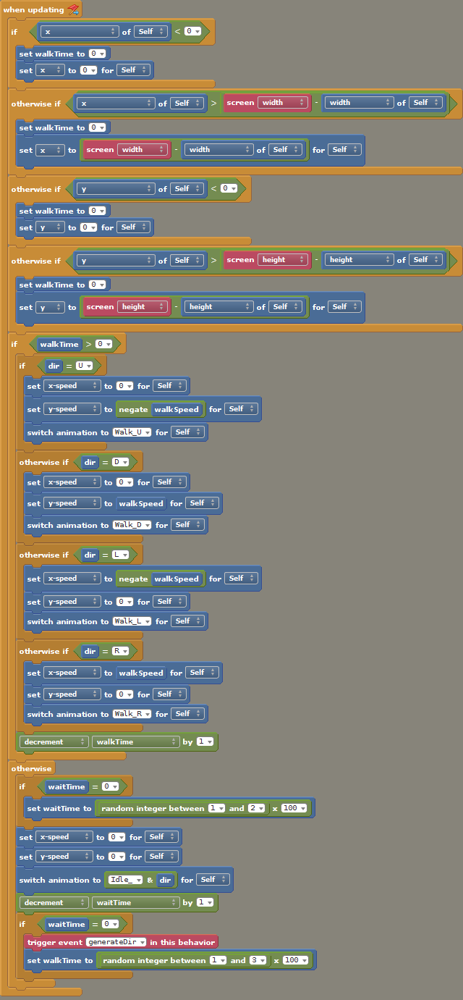 when updating
if x of Self < 0
set walkTime to 0
set x to 0 for Self
otherwise if x of Self > screen width - width of Self
set walkTime to 0
set x to screen width - width of Self for Self
otherwise if y of Self < 0
set walkTime to 0
set y to 0 for Self
otherwise if y of Self > screen height - height of Self
set walkTime to 0
set y to screen height - height of Self for Self
if walkTime > 0
if dir = U
set x-speed to 0 for Self
set y-speed to negate walkSpeed for Self
switch animation to Walk_U for Self
otherwise if dir = D
set x-speed to 0 for Self
set y-speed to walkSpeed for Self
switch animation to Walk_D for Self
otherwise if dir = L
set x-speed to negate walkSpeed for Self
set y-speed to 0 for Self
switch animation to Walk_L for Self
otherwise if dir = R
set x-speed to walkSpeed for Self
set y-speed to 0 for Self
switch animation to Walk_R for Self
decrement walkTime by 1
otherwise
if waitTime = 0
set waitTime to random integer between 1 and 2 x 100
set x-speed to 0 for Self
set y-speed to 0 for Self
switch animation to Idle_ & dir for Self
decrement waitTime by 1
if waitTime = 0
trigger event generateDir in this behavior
set walkTime to random integer between 1 and 3 x 100